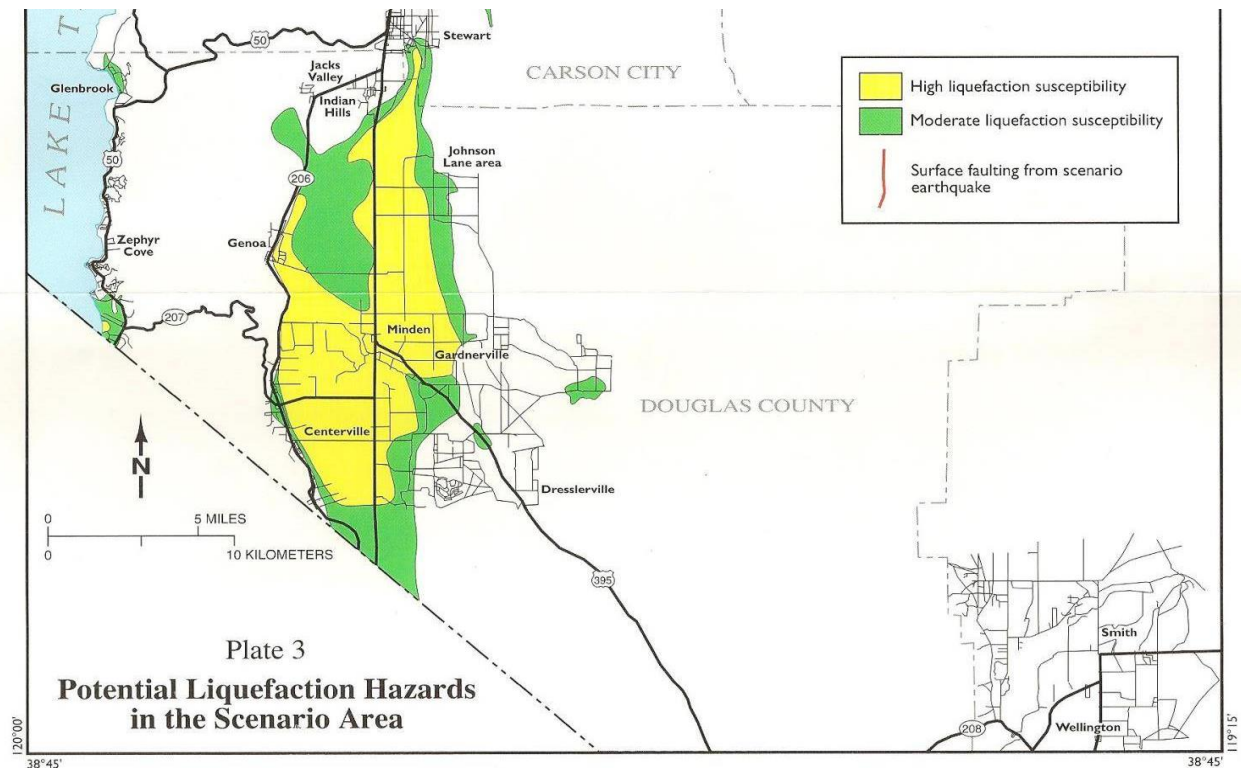 LAKE T
50
Stewart
CARSON CITY
Jacks
Valley
Indian
Hills
Glenbrook
50
206
Johnson
Lane area
High liquefaction susceptibility
Moderate liquefaction susceptibility
Surface faulting from scenario
earthquake
Zephyr
Cove
Genoa
207
Minden
Gardnerville
DOUGLAS COUNTY
Centerville
N
Dresslerville
0 5 MILES
0 10 KILOMETERS
395
Smith
Plate 3
Potential Liquefaction Hazards
in the Scenario Area
208
Wellington
120°00'
119°15'
38°45'
38°45'